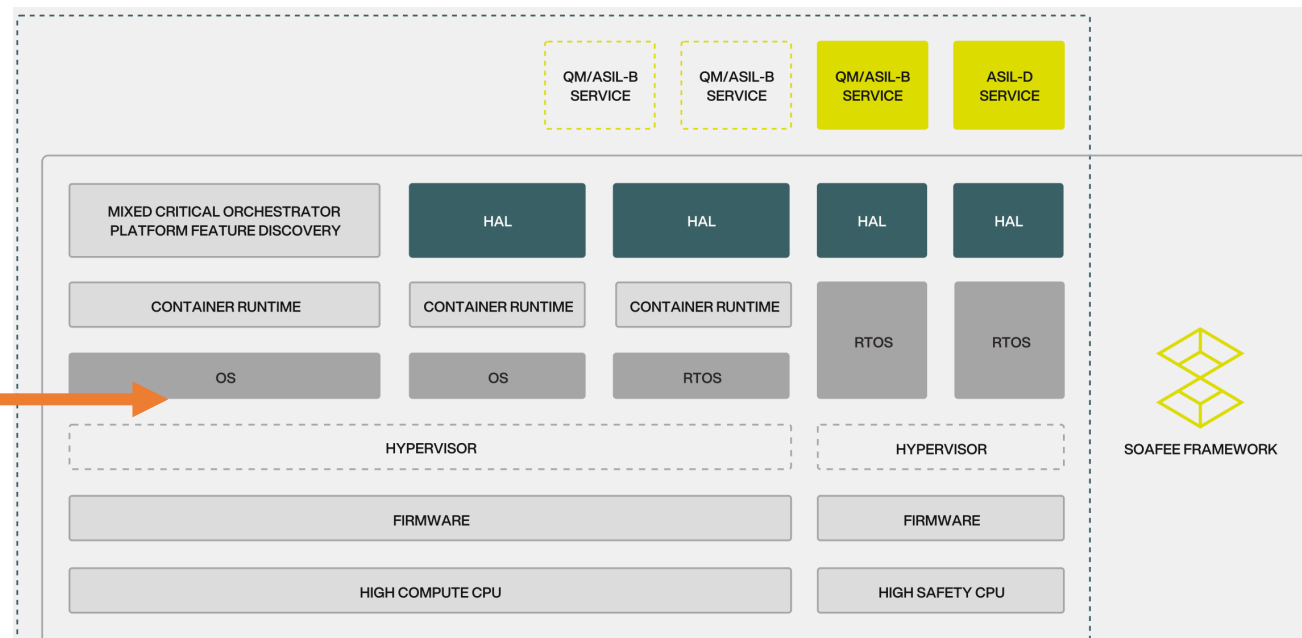 QM/ASIL-B
SERVICE
QM/ASIL-B
SERVICE
QM/ASIL-B
SERVICE
ASIL-D
SERVICE
MIXED CRITICAL ORCHESTRATOR
PLATFORM FEATURE DISCOVERY
HAL
HAL
HAL
HAL
CONTAINER RUNTIME
CONTAINER RUNTIME
CONTAINER RUNTIME
RTOS
RTOS
OS
OS
RTOS
HYPERVISOR
HYPERVISOR
SOAFEE FRAMEWORK
FIRMWARE
FIRMWARE
HIGH COMPUTE CPU
HIGH SAFETY CPU